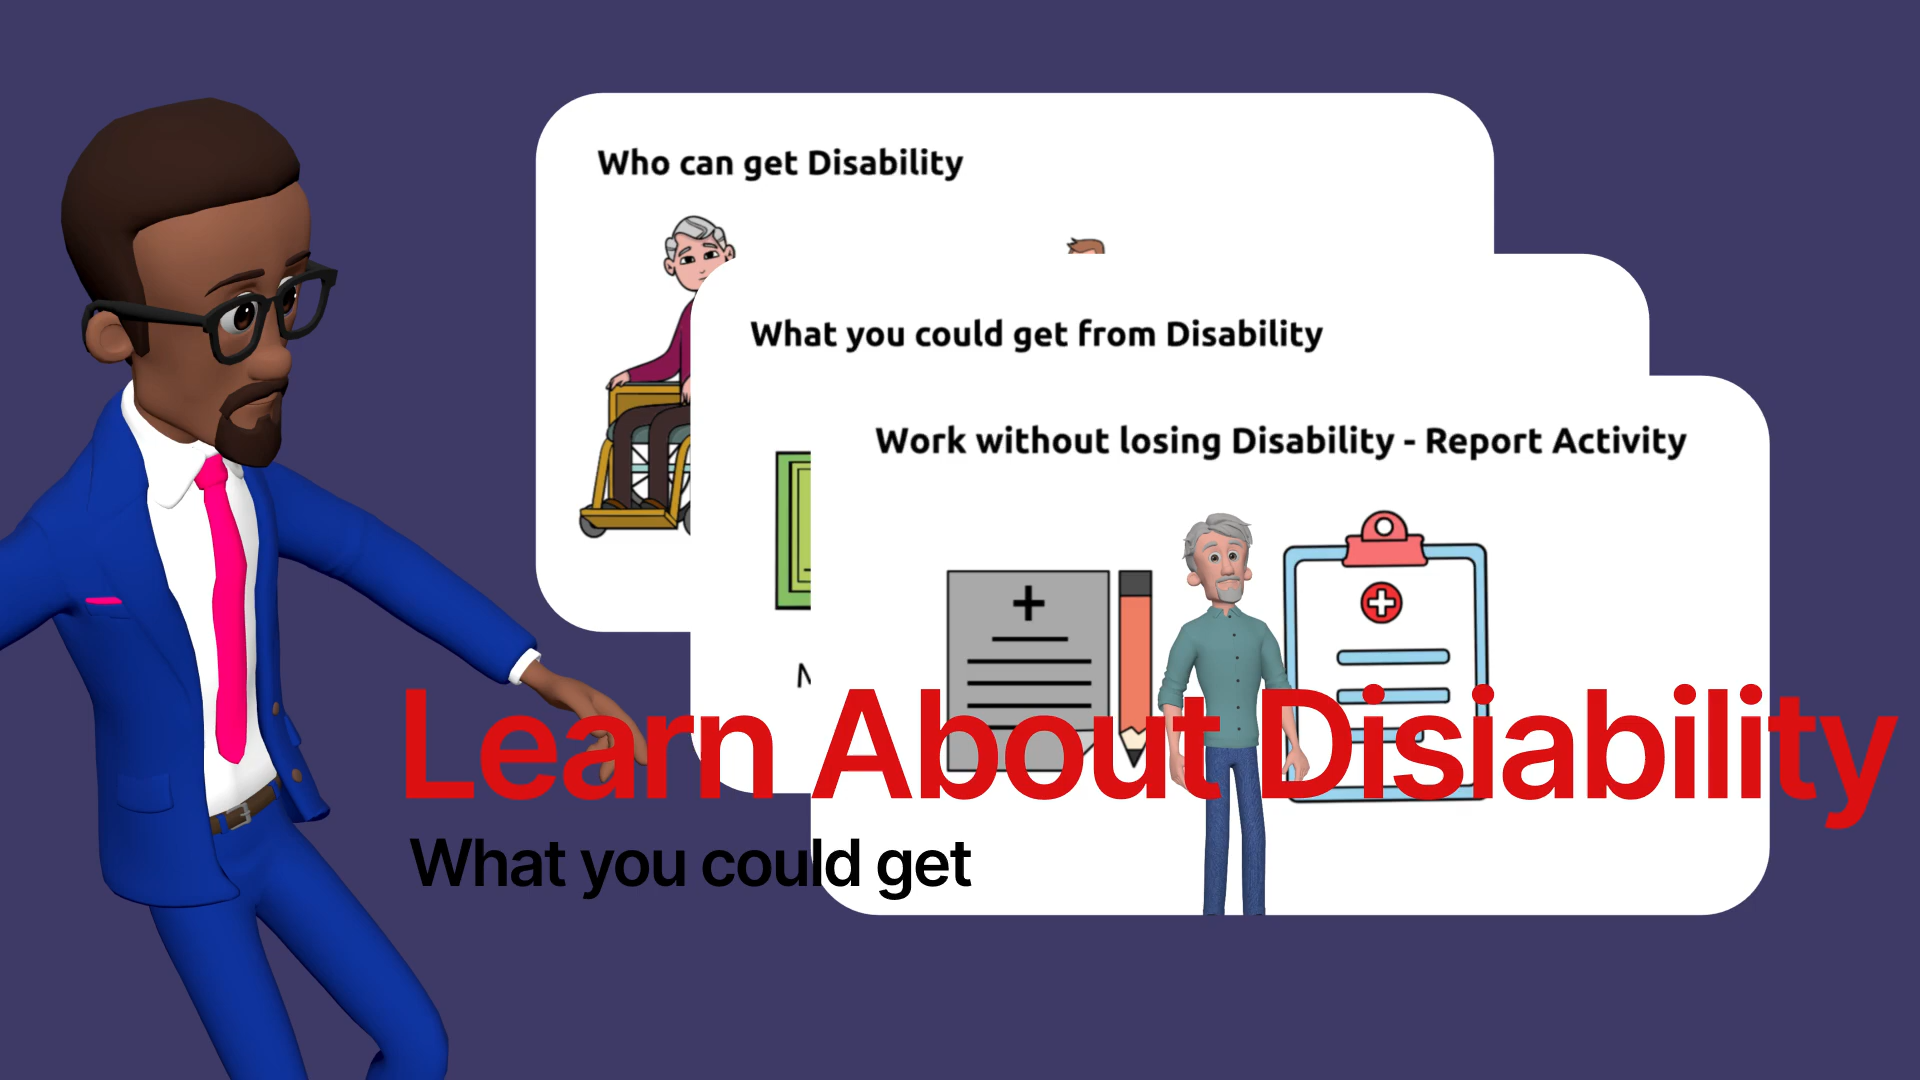 Who can get Disability
What you could get from Disability
Work without losing Disability - Report Activity
Learn About Disiability
What you could get